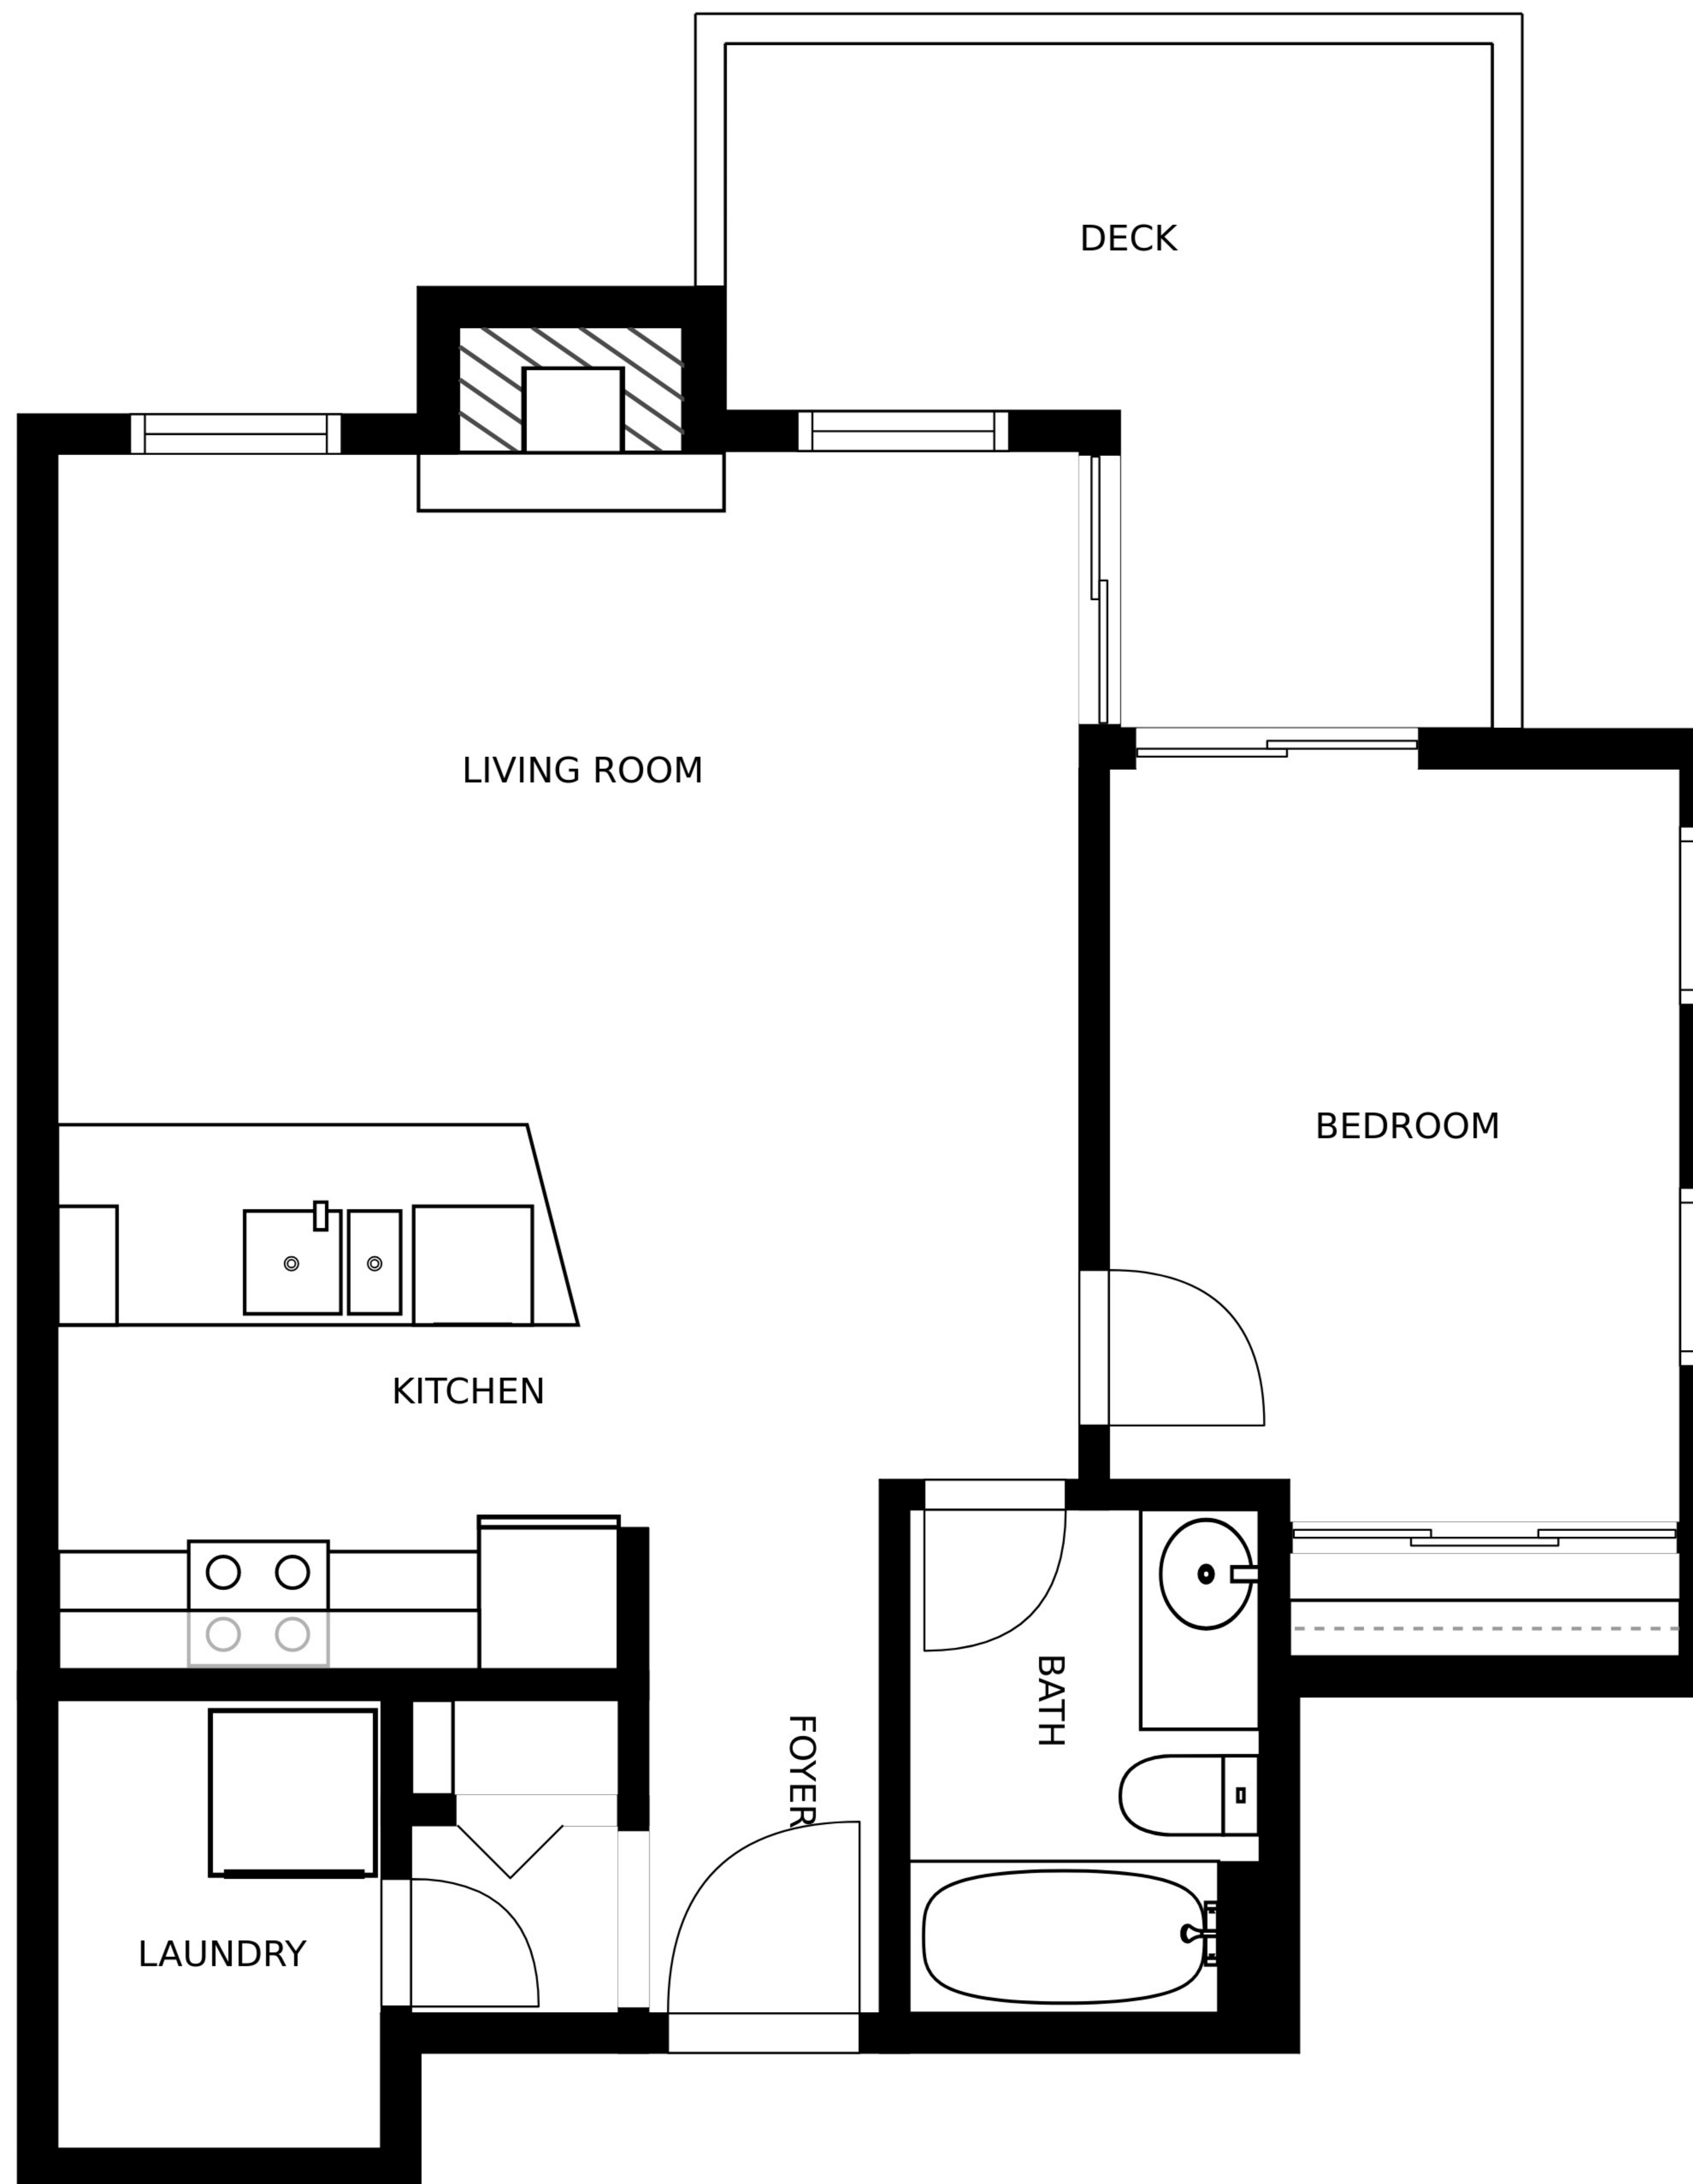 DECK
LIVING ROOM
BEDROOM
KITCHEN
BATH
FOYER
LAUNDRY